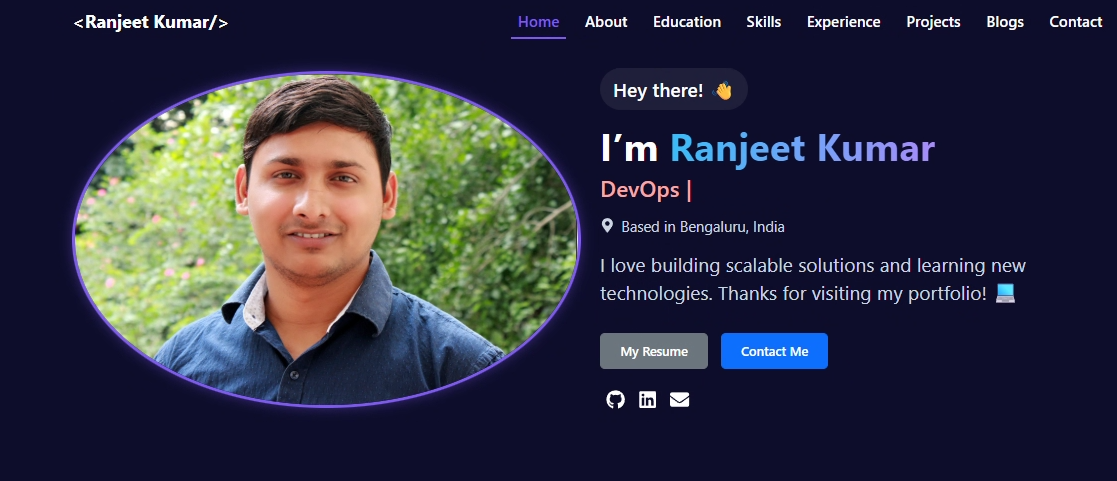 <Ranjeet Kumar/>
Home About Education Skills Experience Projects Blogs Contact
Hey there! 👋
I’m Ranjeet Kumar
DevOps |
Based in Bengaluru, India
I love building scalable solutions and learning new
technologies. Thanks for visiting my portfolio! 💻
My Resume Contact Me